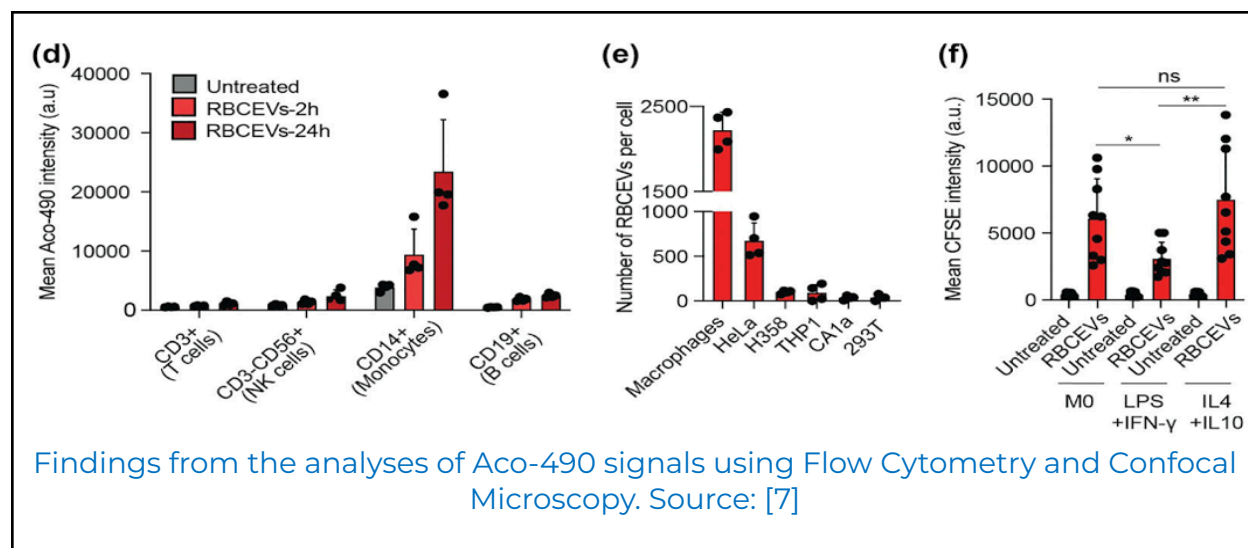 (d)
Mean Aco-490 intensity (a.u)
40000
30000
20000
10000
0
Untreated
RBCEVs-2h
RBCEVs-24h
CD3+
(T cells)
CD3-CD56+
(NK cells)
CD14+
(Monocytes)
CD19+
(B cells)
(e)
Number of RBCEVs per cell
2500
1500
1000
500
0
Macrophages
HeLa
H358
THP1
CA1a
293T
(f)
Mean CFSE intensity (a.u.)
15000
10000
5000
0
ns
**
*
Untreated
RBCEVs
Untreated
RBCEVs
Untreated
RBCEVs
M0
LPS
+IFN-γ
IL4
+IL10
Findings from the analyses of Aco-490 signals using Flow Cytometry and Confocal
Microscopy. Source: [7]